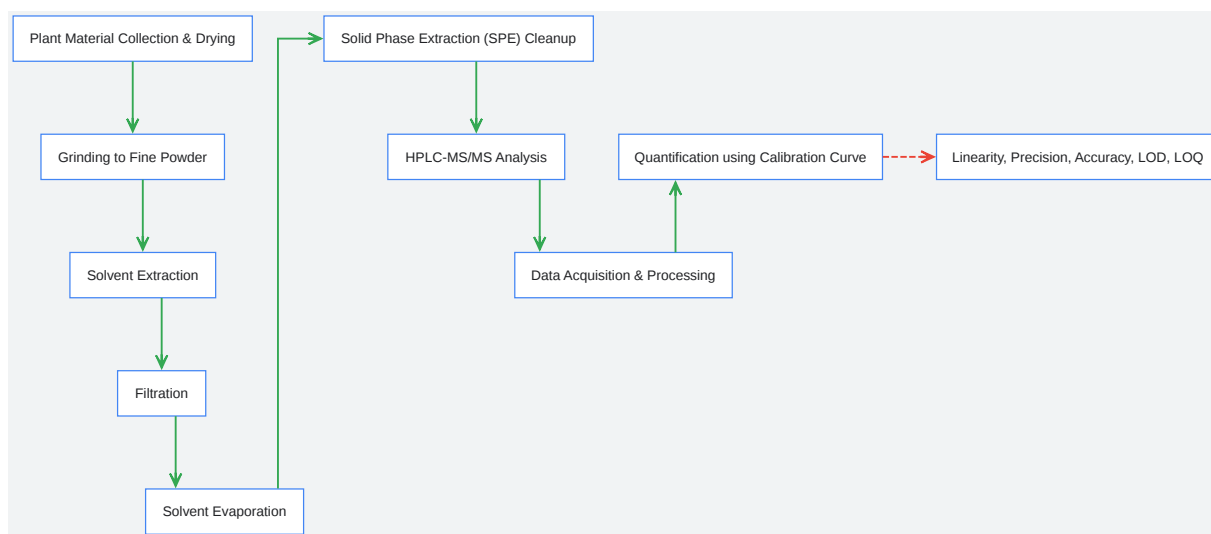 Plant Material Collection & Drying
Grinding to Fine Powder
Solvent Extraction
Filtration
Solvent Evaporation
Solid Phase Extraction (SPE) Cleanup
HPLC-MS/MS Analysis
Data Acquisition & Processing
Quantification using Calibration Curve
Linearity, Precision, Accuracy, LOD, LOQ